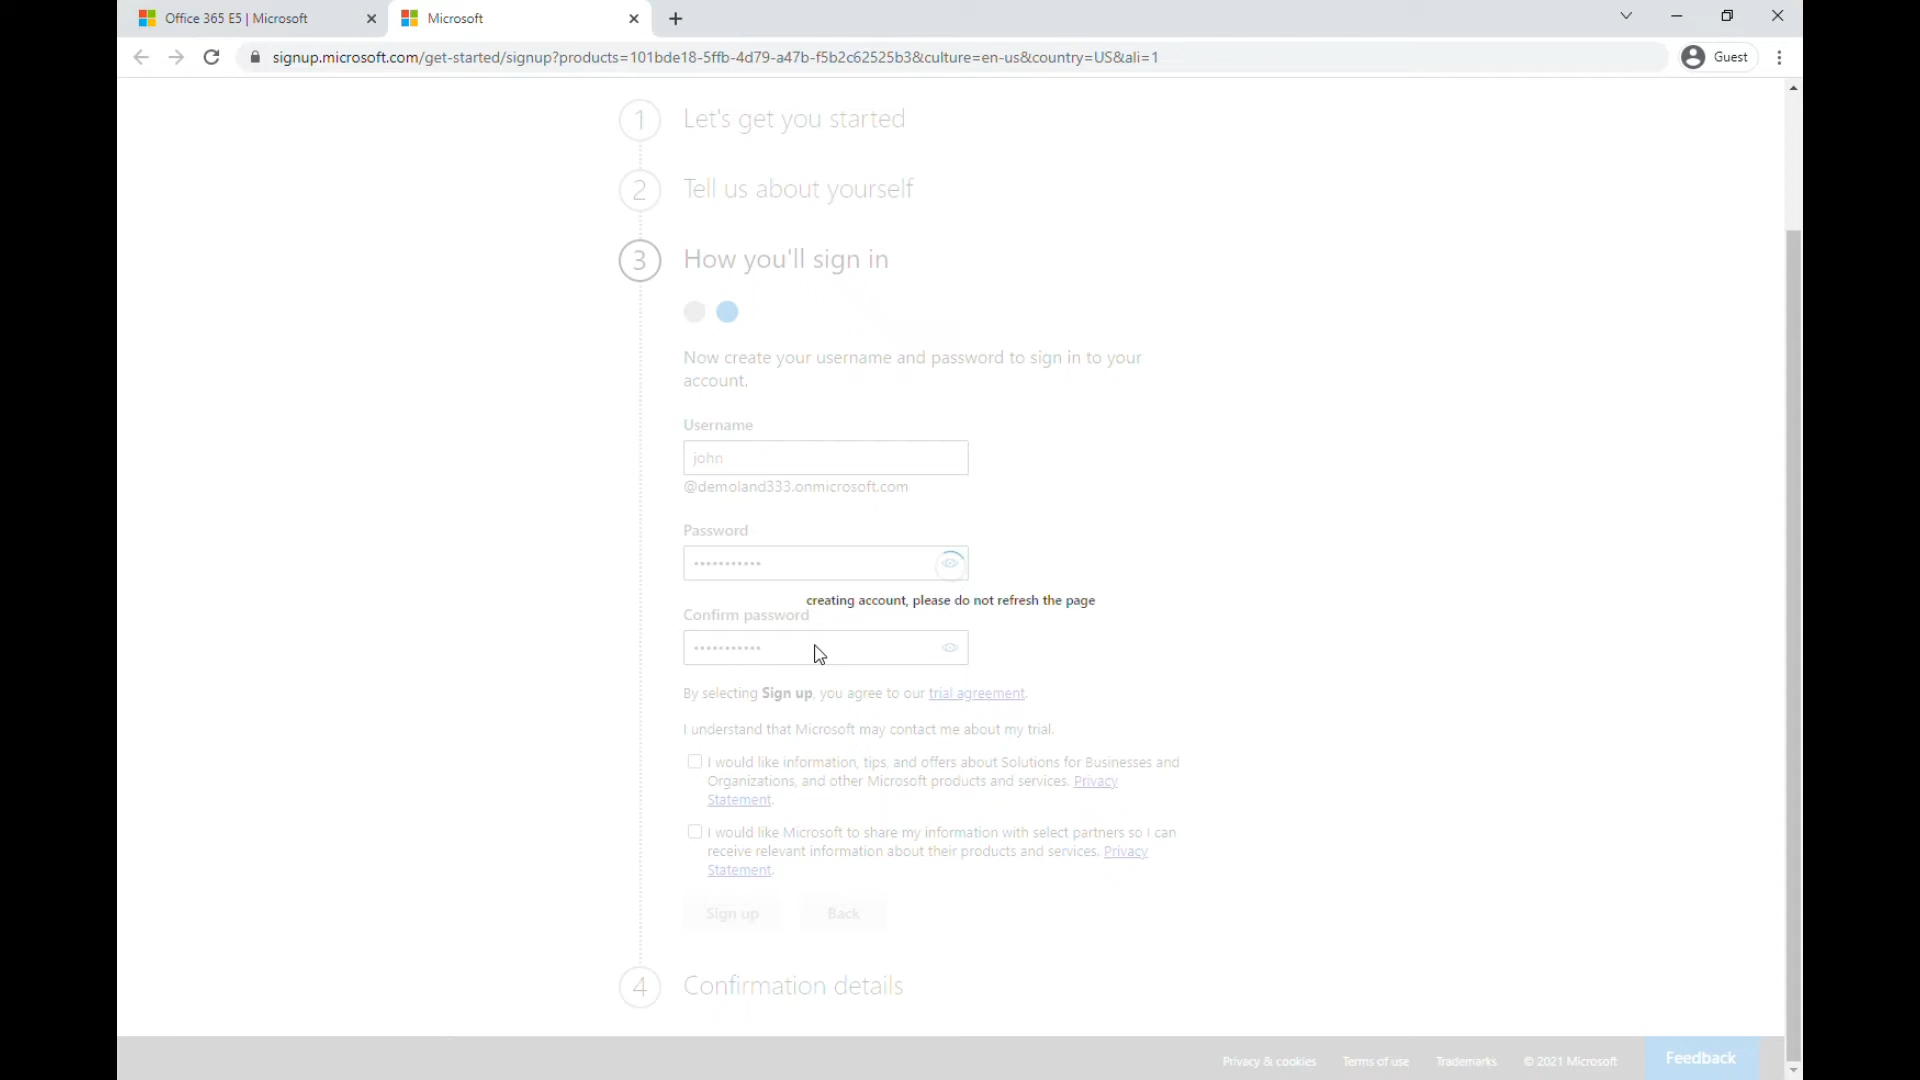 Office 365 E5 | Microsoft
Microsoft
signup.microsoft.com/get-started/signup?products=101bde18-5ffb-4d79-a47b-f5b2c62525b3&culture=en-us&country=US&ali=1
Guest
1 Let's get you started
2 Tell us about yourself
3 How you'll sign in
Now create your username and password to sign in to your
account.
Username
john
@demoland333.onmicrosoft.com
Password
•••••••••••
creating account, please do not refresh the page
Confirm password
•••••••••••
By selecting Sign up, you agree to our trial agreement.
I understand that Microsoft may contact me about my trial.
I would like information, tips, and offers about Solutions for Businesses and
Organizations, and other Microsoft products and services. Privacy
Statement.
I would like Microsoft to share my information with select partners so I can
receive relevant information about their products and services. Privacy
Statement.
Sign up Back
4 Confirmation details
Privacy & cookies Terms of use Trademarks © 2021 Microsoft Feedback